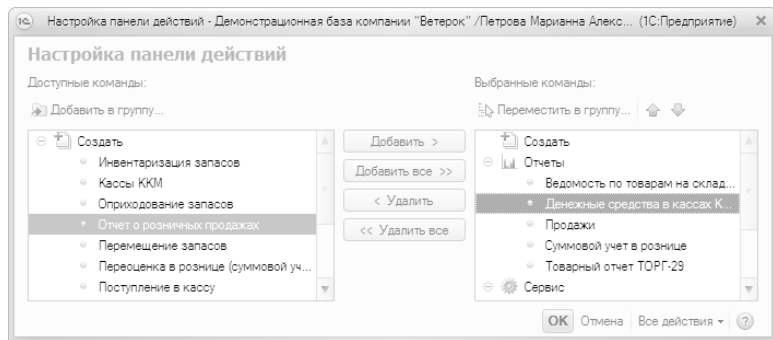 1С Настройка панели действий - Демонстрационная база компании "Ветерок" /Петрова Марианна Алекс... (1С:Предприятие)
Настройка панели действий
Доступные команды:
Добавить в группу...
Создать
Инвентаризация запасов
Кассы ККМ
Оприходование запасов
Отчет о розничных продажах
Перемещение запасов
Переоценка в рознице (суммовой уч...
Поступление в кассу
Добавить >
Добавить все >>
< Удалить
<< Удалить все
Выбранные команды:
Переместить в группу...
Создать
Отчеты
Ведомость по товарам на склад...
Денежные средства в кассах К...
Продажи
Суммовой учет в рознице
Товарный отчет ТОРГ-29
Сервис
OK Отмена Все действия ?